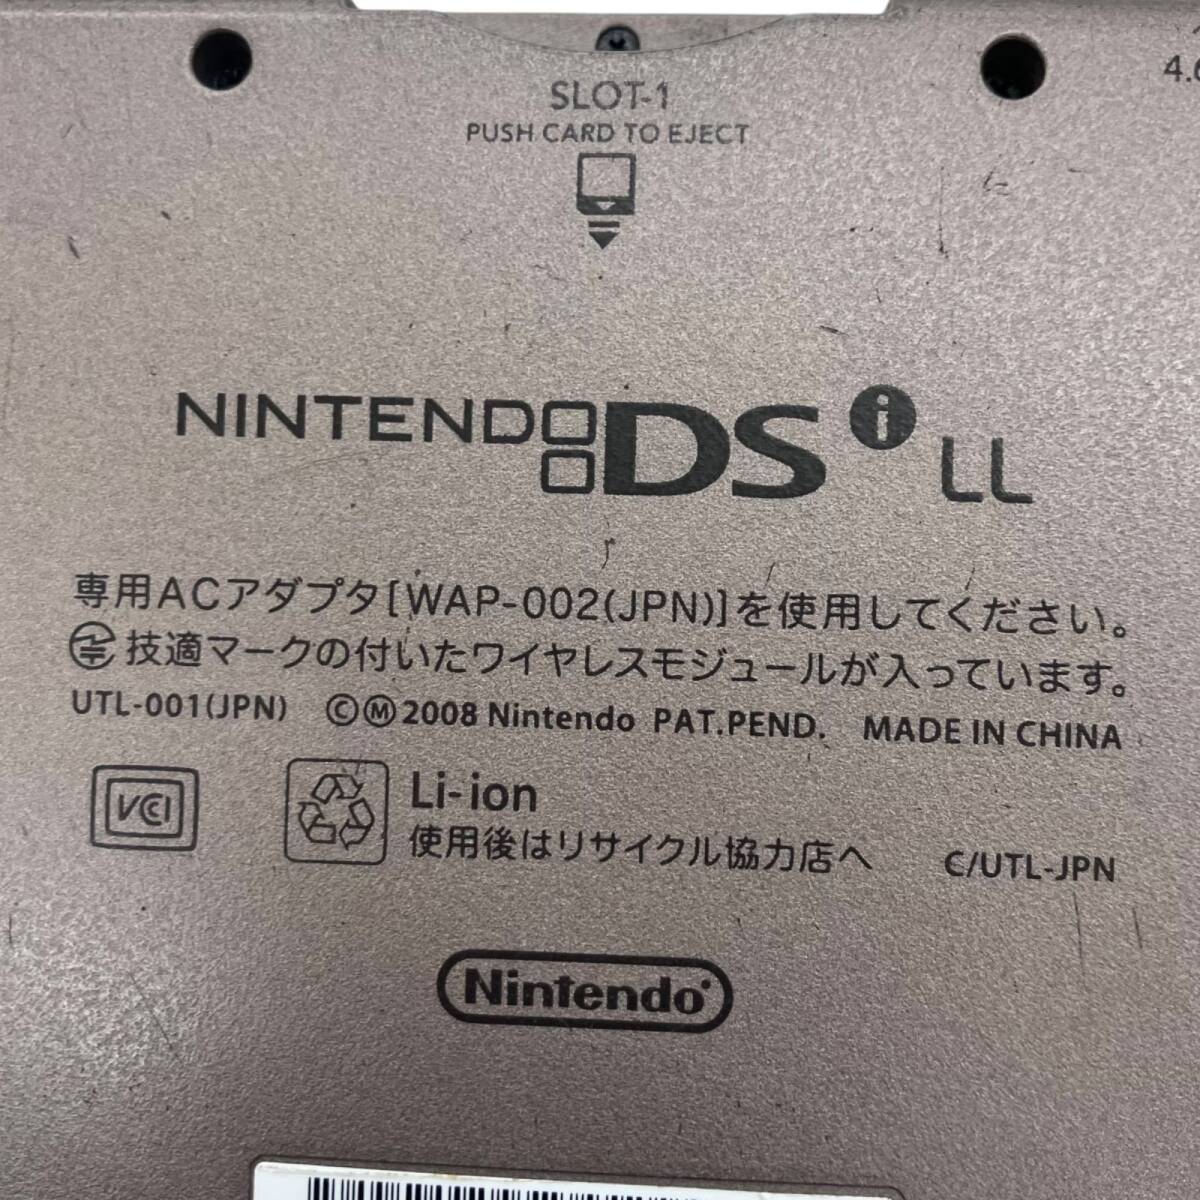 SLOT-1
4.6
PUSH CARD TO EJECT
NINTENDO DSi LL
専用ACアダプタ[WAP-002(JPN)]を使用してください。
技適マークの付いたワイヤレスモジュールが入っています。
UTL-001(JPN) ©Ⓜ2008 Nintendo PAT.PEND. MADE IN CHINA
VCCI
Li-ion
使用後はリサイクル協力店へ
C/UTL-JPN
Nintendo